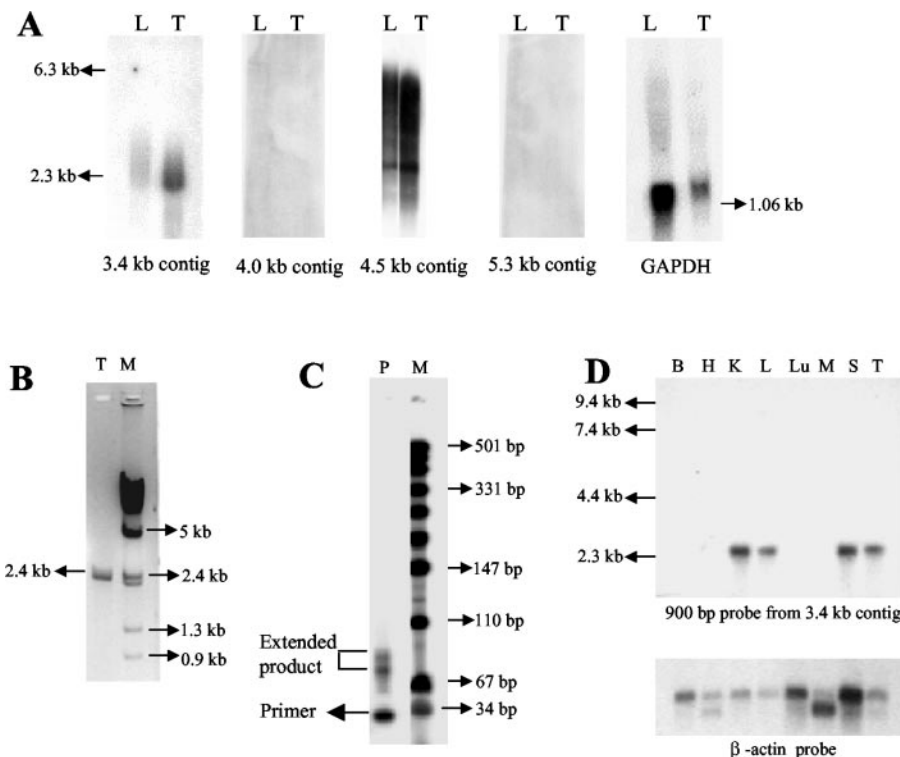 A
L T
L T
L T
L T
L T
6.3 kb
2.3 kb
1.06 kb
3.4 kb contig
4.0 kb contig
4.5 kb contig
5.3 kb contig
GAPDH
B
T M
5 kb
2.4 kb
2.4 kb
1.3 kb
0.9 kb
C
P M
501 bp
331 bp
147 bp
110 bp
Extended
product
67 bp
Primer
34 bp
D
B H K L Lu M S T
9.4 kb
7.4 kb
4.4 kb
2.3 kb
900 bp probe from 3.4 kb contig
β -actin probe